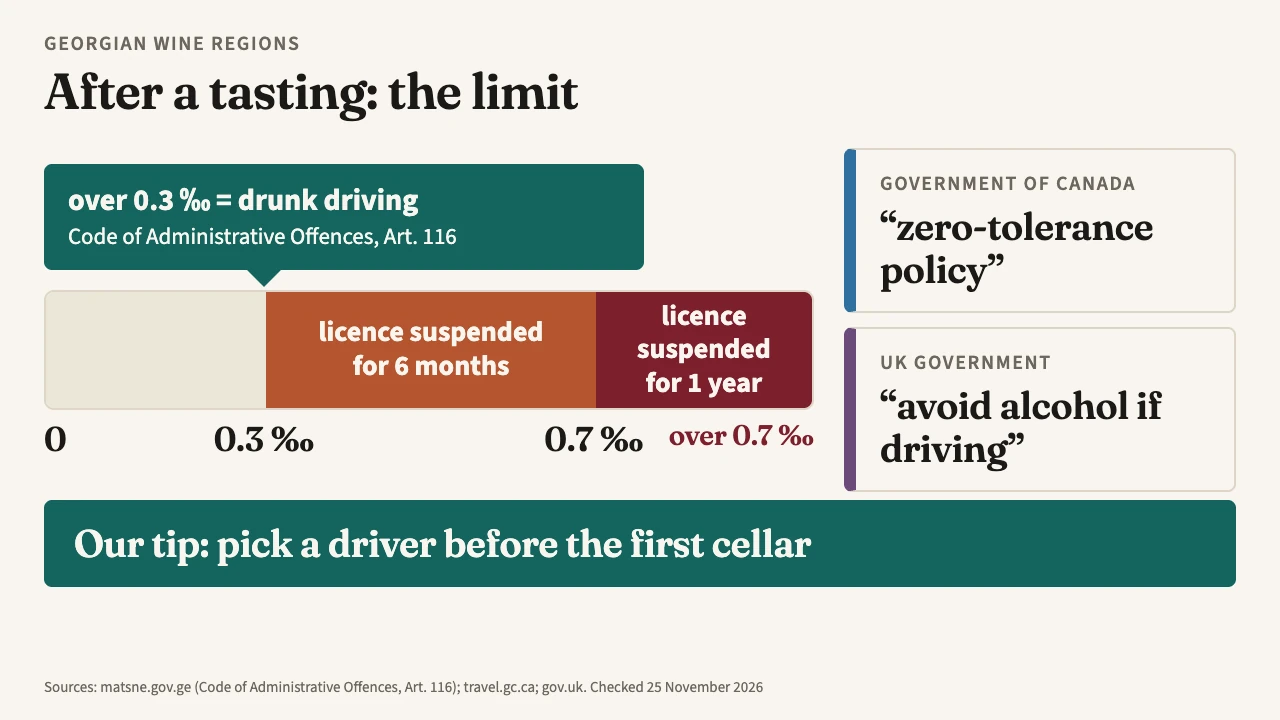 GEORGIAN WINE REGIONS
After a tasting: the limit
over 0.3 ‰ = drunk driving
Code of Administrative Offences, Art. 116
licence suspended
for 6 months
licence
suspended
for 1 year
0
0.3 ‰
0.7 ‰
over 0.7 ‰
GOVERNMENT OF CANADA
“zero-tolerance
policy”
UK GOVERNMENT
“avoid alcohol if
driving”
Our tip: pick a driver before the first cellar
Sources: matsne.gov.ge (Code of Administrative Offences, Art. 116); travel.gc.ca; gov.uk. Checked 25 November 2026